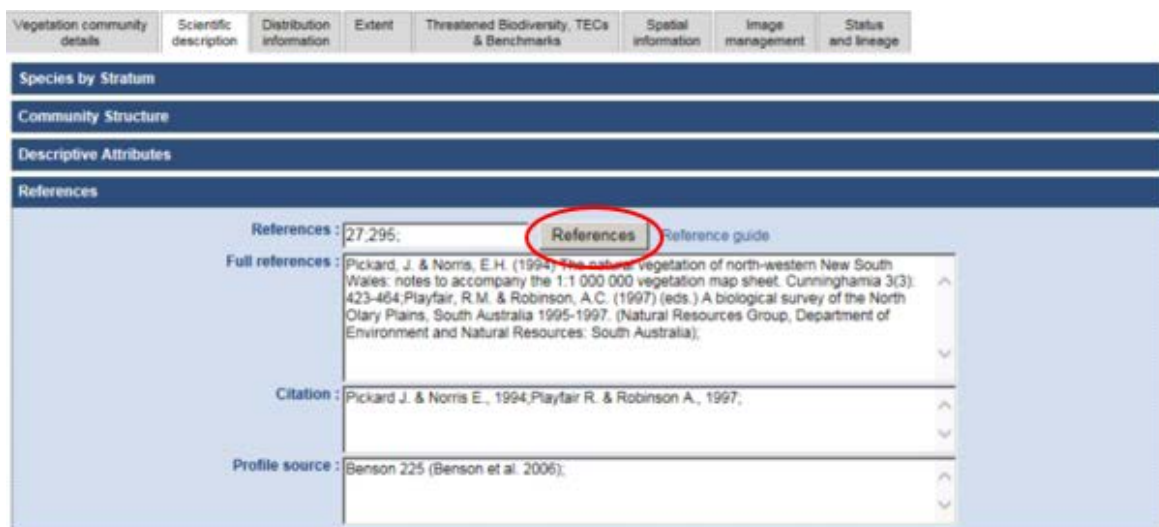 Vegetation community details
Scientific description
Distribution information
Extent
Threatened Biodiversity, TECs & Benchmarks
Spatial information
Image management
Status and lineage
Species by Stratum
Community Structure
Descriptive Attributes
References
References : 27;295; References Reference guide
Full references : Pickard, J. & Norris, E.H. (1994) The natural vegetation of north-western New South
Wales: notes to accompany the 1:1 000 000 vegetation map sheet. Cunninghamia 3(3):
423-464;Playfair, R.M. & Robinson, A.C. (1997) (eds.) A biological survey of the North
Olary Plains, South Australia 1995-1997. (Natural Resources Group, Department of
Environment and Natural Resources: South Australia);
Citation : Pickard J. & Norris E., 1994;Playfair R. & Robinson A., 1997;
Profile source : Benson 225 (Benson et al. 2006);